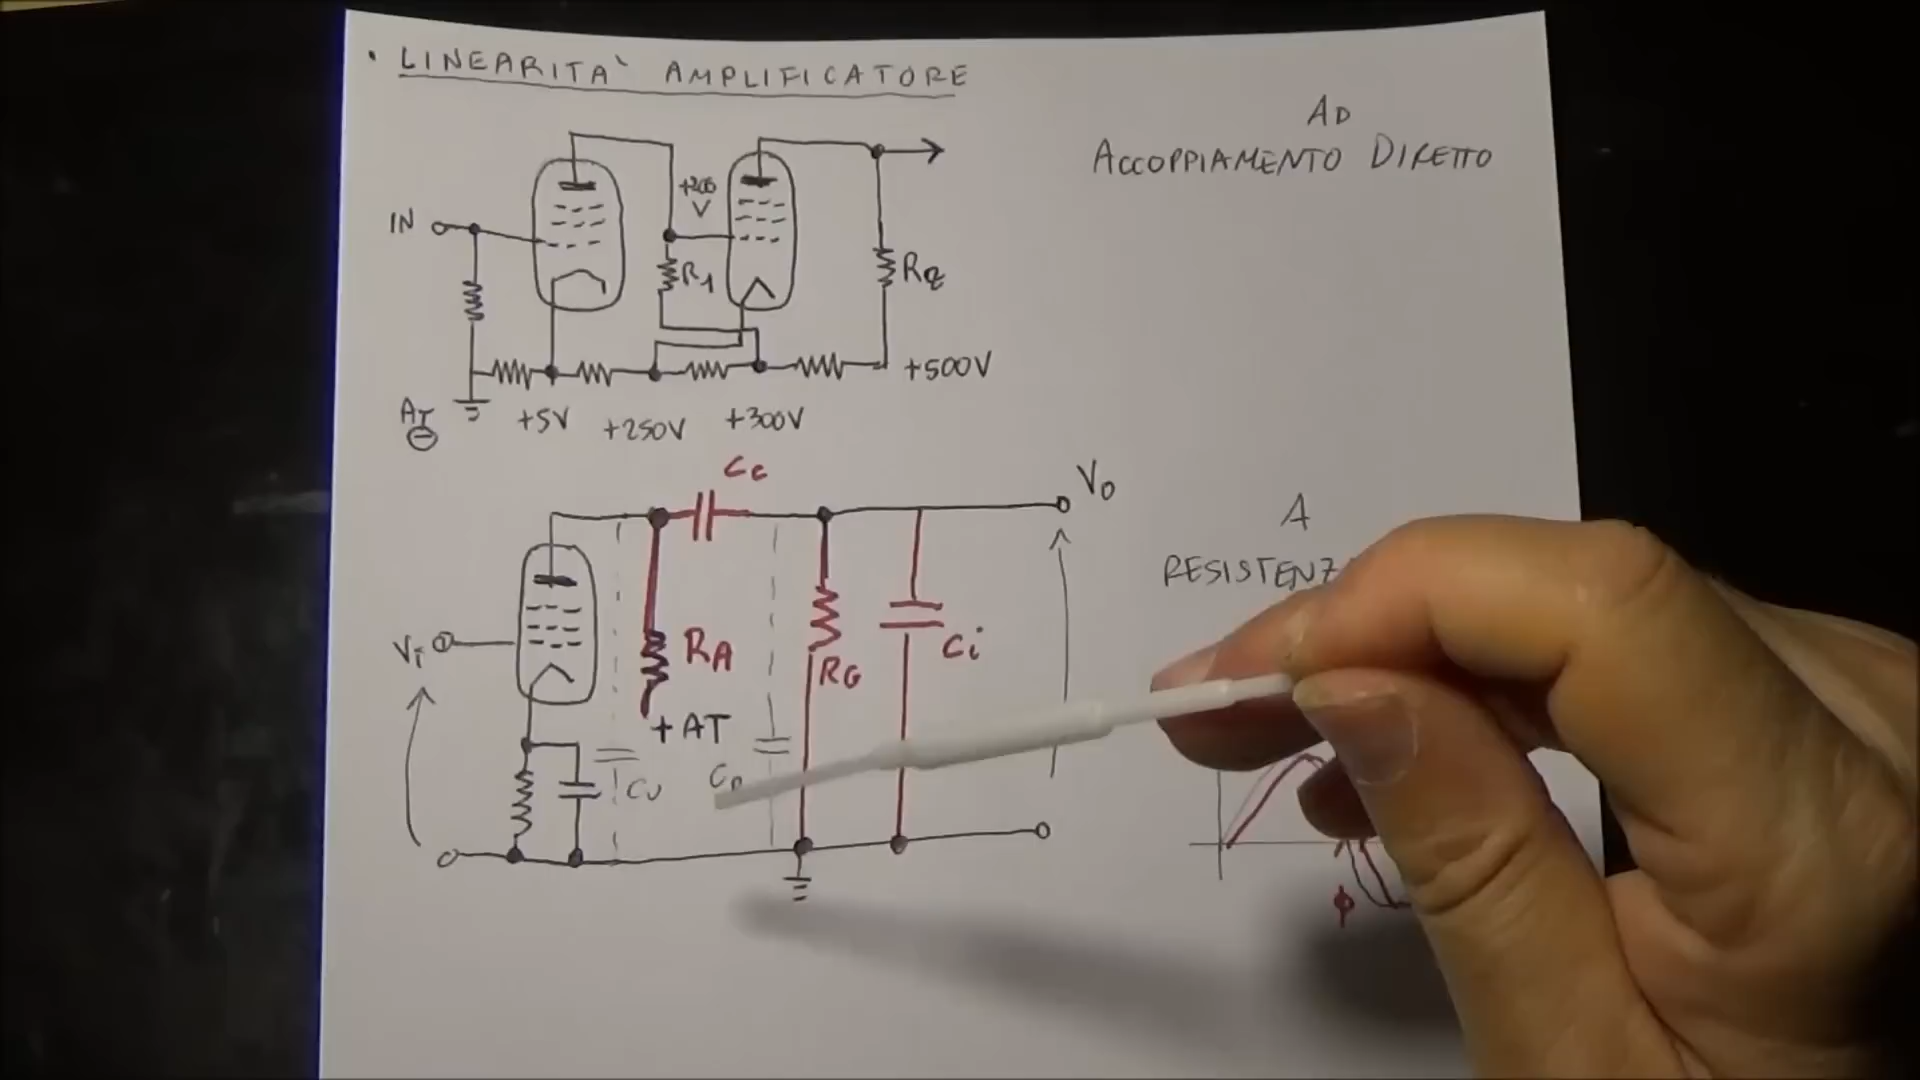 • LINEARITA' AMPLIFICATORE
AD
ACCOPPIAMENTO DIRETTO
+200
V
IN
R1
R2
+500V
AT
-
+5V
+250V
+300V
Cc
Vo
A
Vi
RA
RG
Ci
+AT
CU
φ